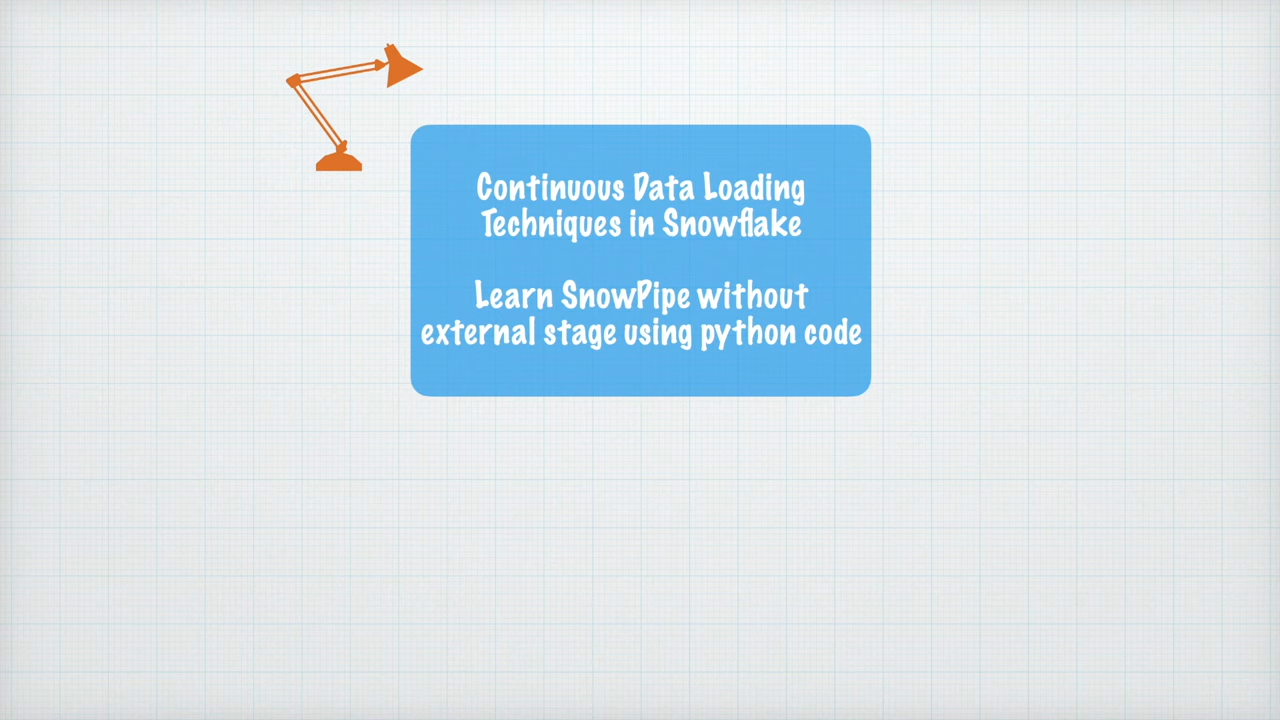 Continuous Data Loading
Techniques in Snowflake
Learn SnowPipe without
external stage using python code